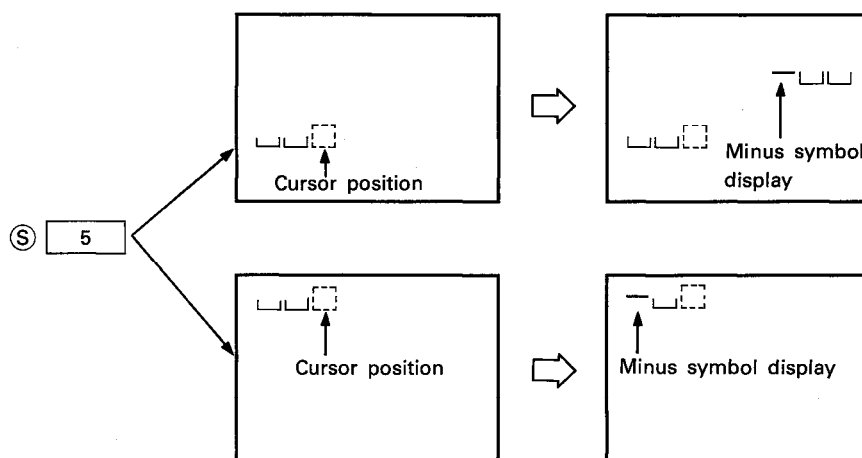 Cursor position
Minus symbol
display
Ⓢ 5
Cursor position
Minus symbol display